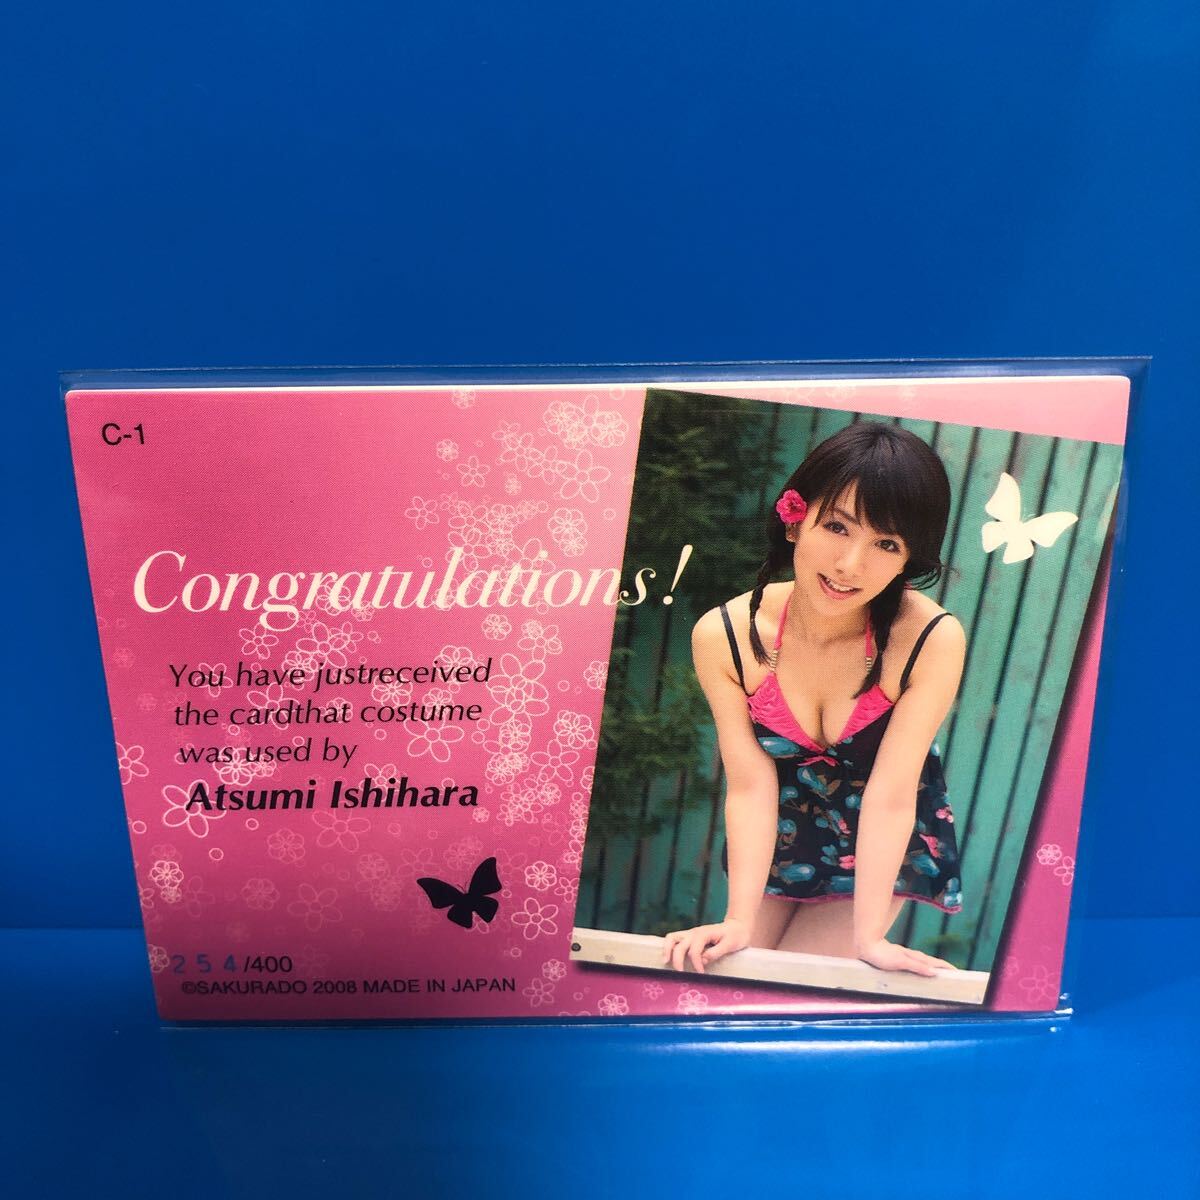 C-1
Congratulations!
You have justreceived
the cardthat costume
was used by
Atsumi Ishihara
254/400
©SAKURADO 2008 MADE IN JAPAN